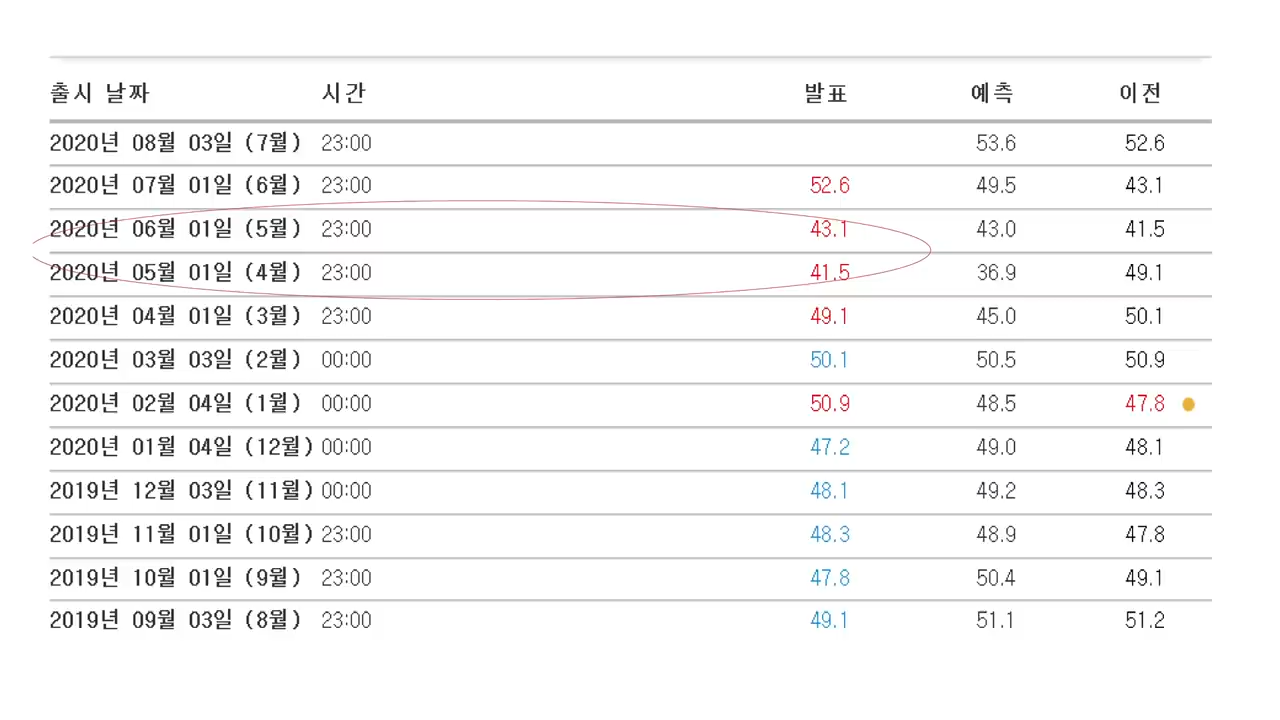 출시 날짜 시간 발표 예측 이전
2020년 08월 03일 (7월) 23:00 53.6 52.6
2020년 07월 01일 (6월) 23:00 52.6 49.5 43.1
2020년 06월 01일 (5월) 23:00 43.1 43.0 41.5
2020년 05월 01일 (4월) 23:00 41.5 36.9 49.1
2020년 04월 01일 (3월) 23:00 49.1 45.0 50.1
2020년 03월 03일 (2월) 00:00 50.1 50.5 50.9
2020년 02월 04일 (1월) 00:00 50.9 48.5 47.8
2020년 01월 04일 (12월) 00:00 47.2 49.0 48.1
2019년 12월 03일 (11월) 00:00 48.1 49.2 48.3
2019년 11월 01일 (10월) 23:00 48.3 48.9 47.8
2019년 10월 01일 (9월) 23:00 47.8 50.4 49.1
2019년 09월 03일 (8월) 23:00 49.1 51.1 51.2